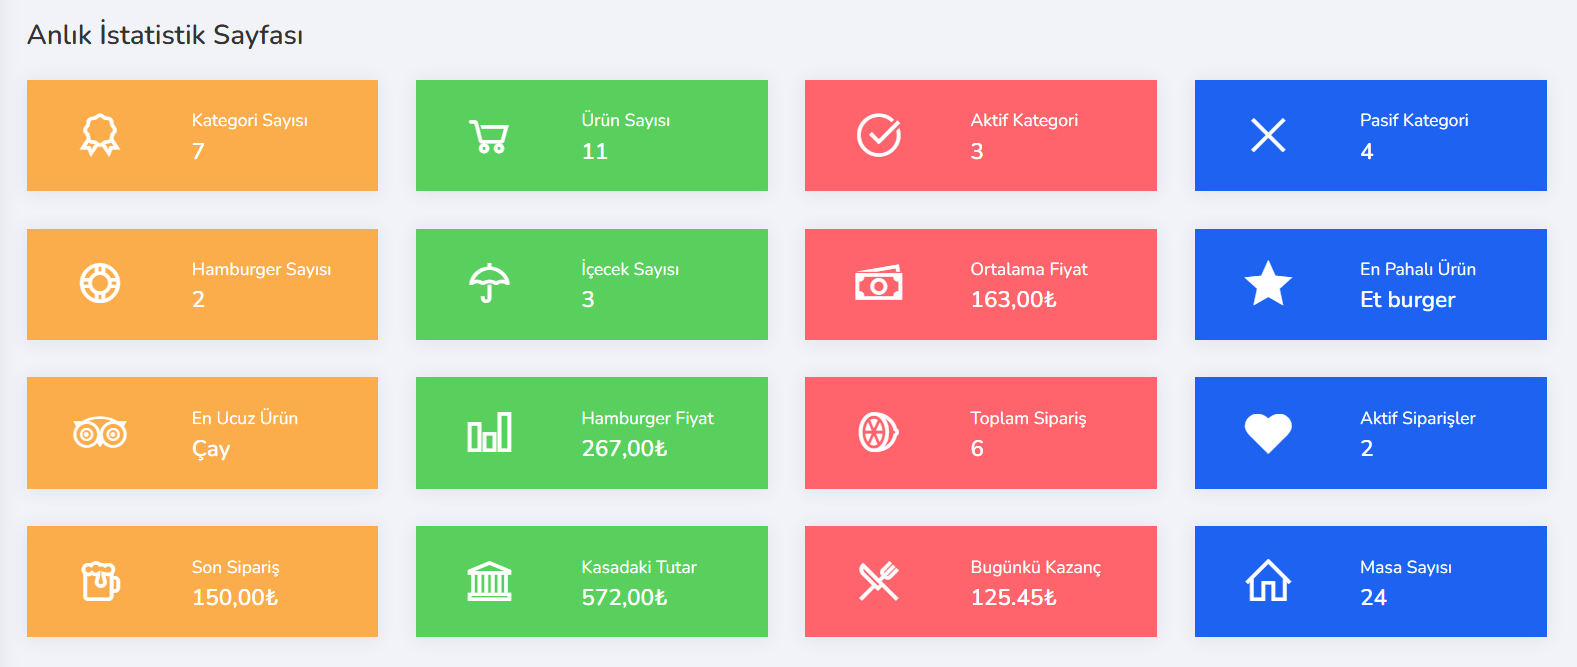 Anlık İstatistik Sayfası
Kategori Sayısı
7
Ürün Sayısı
11
Aktif Kategori
3
Pasif Kategori
4
Hamburger Sayısı
2
İçecek Sayısı
3
Ortalama Fiyat
163,00₺
En Pahalı Ürün
Et burger
En Ucuz Ürün
Çay
Hamburger Fiyat
267,00₺
Toplam Sipariş
6
Aktif Siparişler
2
Son Sipariş
150,00₺
Kasadaki Tutar
572,00₺
Bugünkü Kazanç
125.45₺
Masa Sayısı
24